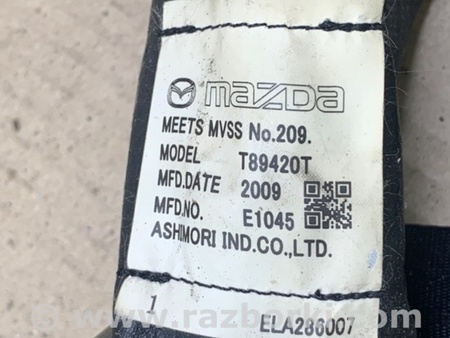 mazda
MEETS MVSS No.209.
MODEL T89420T
MFD.DATE 2009
MFD.NO. E1045
ASHIMORI IND.CO.,LTD.
1 ELA286007
www.razborkinn.com